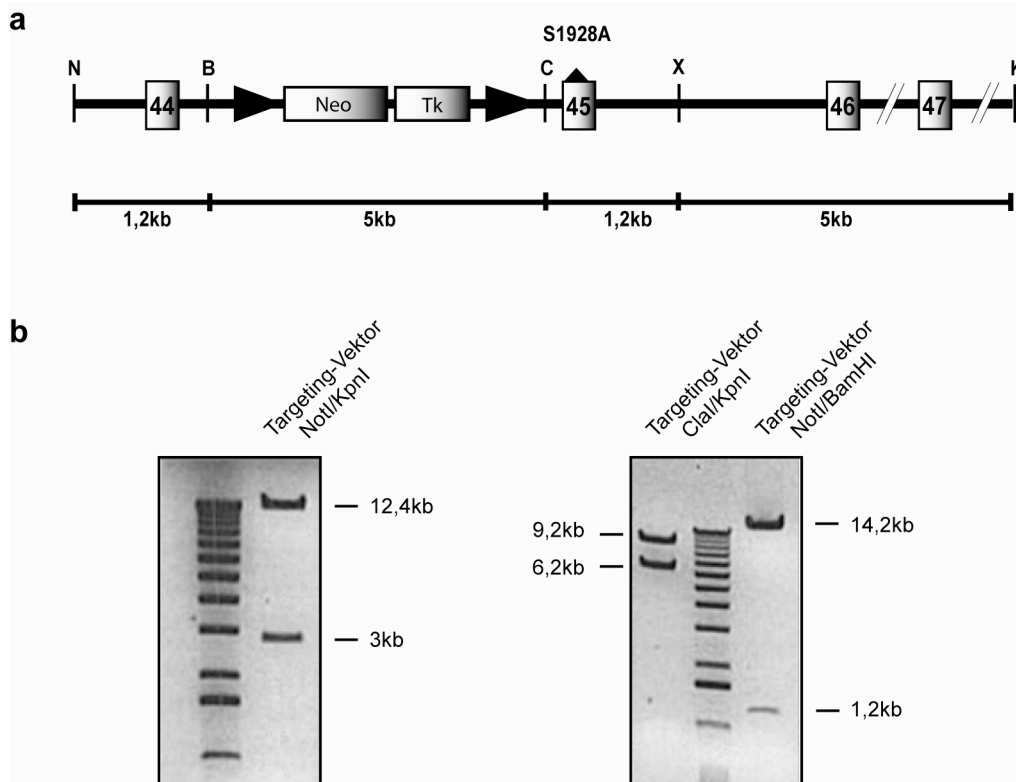 a
S1928A
N B C X K
44 Neo Tk 45 46 47
1,2kb 5kb 1,2kb 5kb
b
Targeting-Vektor
NotI/KpnI
Targeting-Vektor
ClaI/KpnI
Targeting-Vektor
NotI/BamHI
12,4kb
3kb
9,2kb
6,2kb
14,2kb
1,2kb